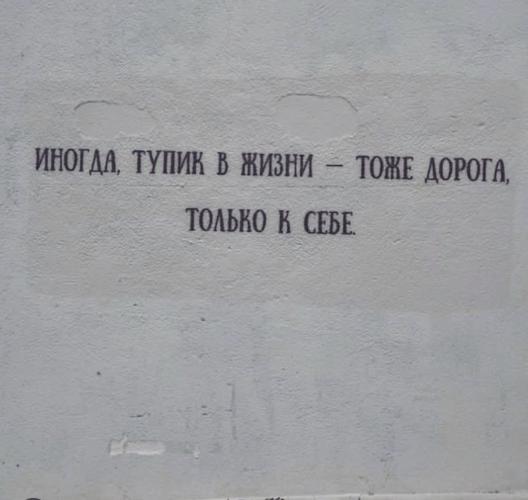 ИНОГДА, ТУПИК В ЖИЗНИ – ТОЖЕ ДОРОГА,
ТОЛЬКО К СЕБЕ.